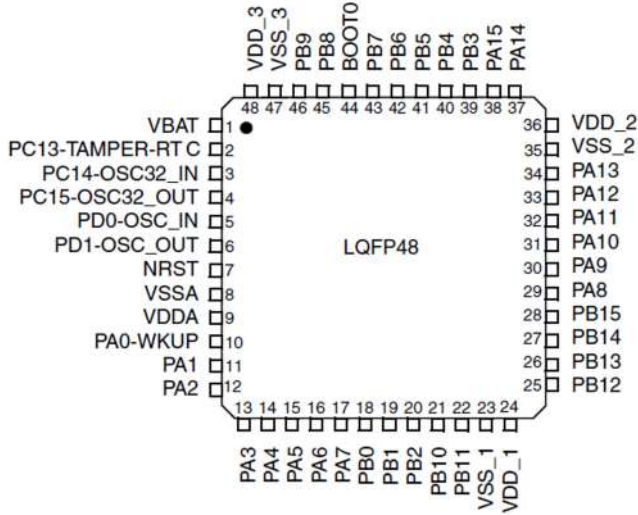 VDD_3
VSS_3
PB9
PB8
BOOT0
PB7
PB6
PB5
PB4
PB3
PA15
PA14
48 47 46 45 44 43 42 41 40 39 38 37
VBAT 1
PC13-TAMPER-RT C 2
PC14-OSC32_IN 3
PC15-OSC32_OUT 4
PD0-OSC_IN 5
PD1-OSC_OUT 6
NRST 7
VSSA 8
VDDA 9
PA0-WKUP 10
PA1 11
PA2 12
LQFP48
36 VDD_2
35 VSS_2
34 PA13
33 PA12
32 PA11
31 PA10
30 PA9
29 PA8
28 PB15
27 PB14
26 PB13
25 PB12
13 14 15 16 17 18 19 20 21 22 23 24
PA3
PA4
PA5
PA6
PA7
PB0
PB1
PB2
PB10
PB11
VSS_1
VDD_1